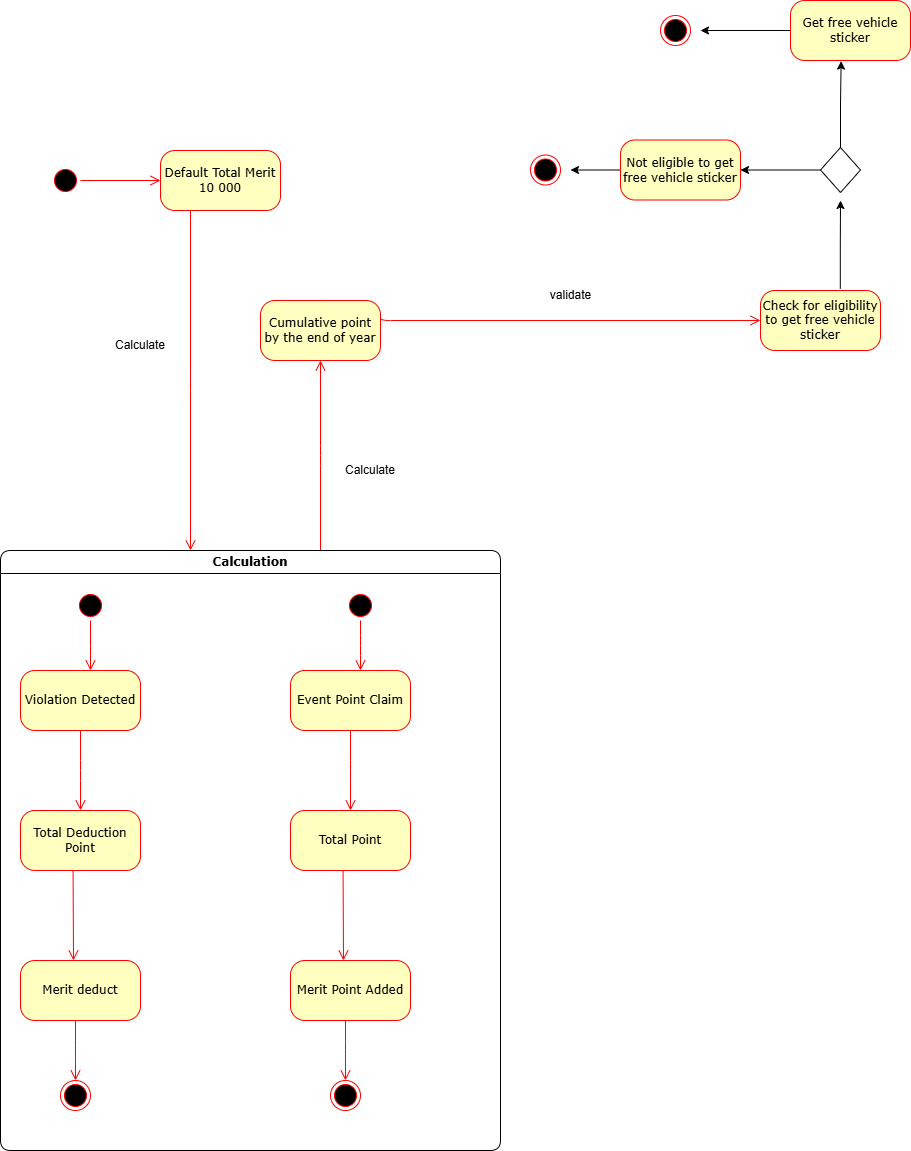 Get free vehicle
sticker
Default Total Merit
10 000
Not eligible to get
free vehicle sticker
validate
Check for eligibility
to get free vehicle
sticker
Cumulative point
by the end of year
Calculate
Calculate
Calculation
Violation Detected
Event Point Claim
Total Deduction
Point
Total Point
Merit deduct
Merit Point Added